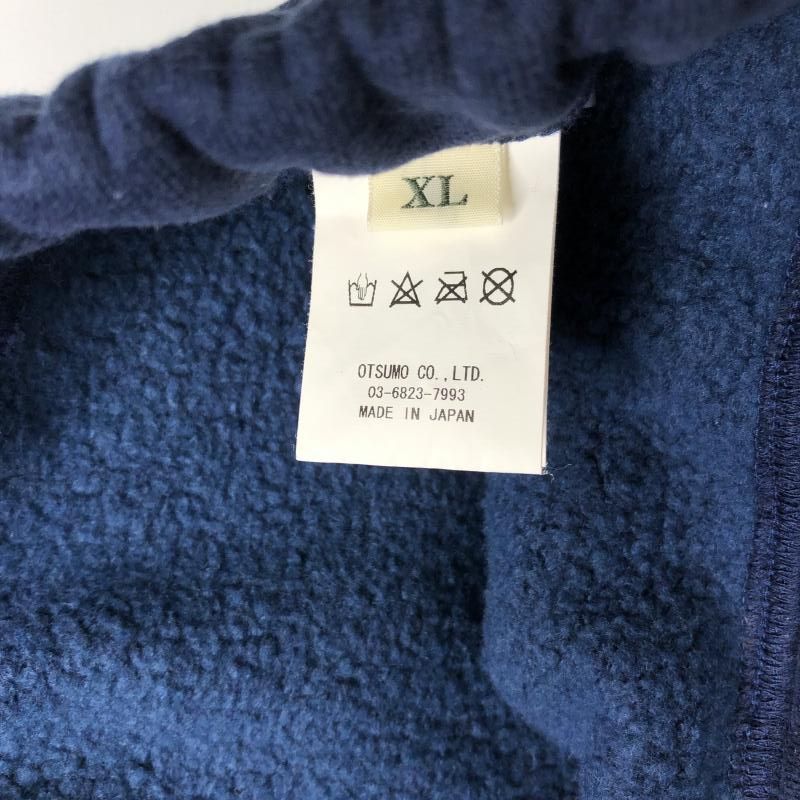 XL
OTSUMO CO.,LTD.
03-6823-7993
MADE IN JAPAN